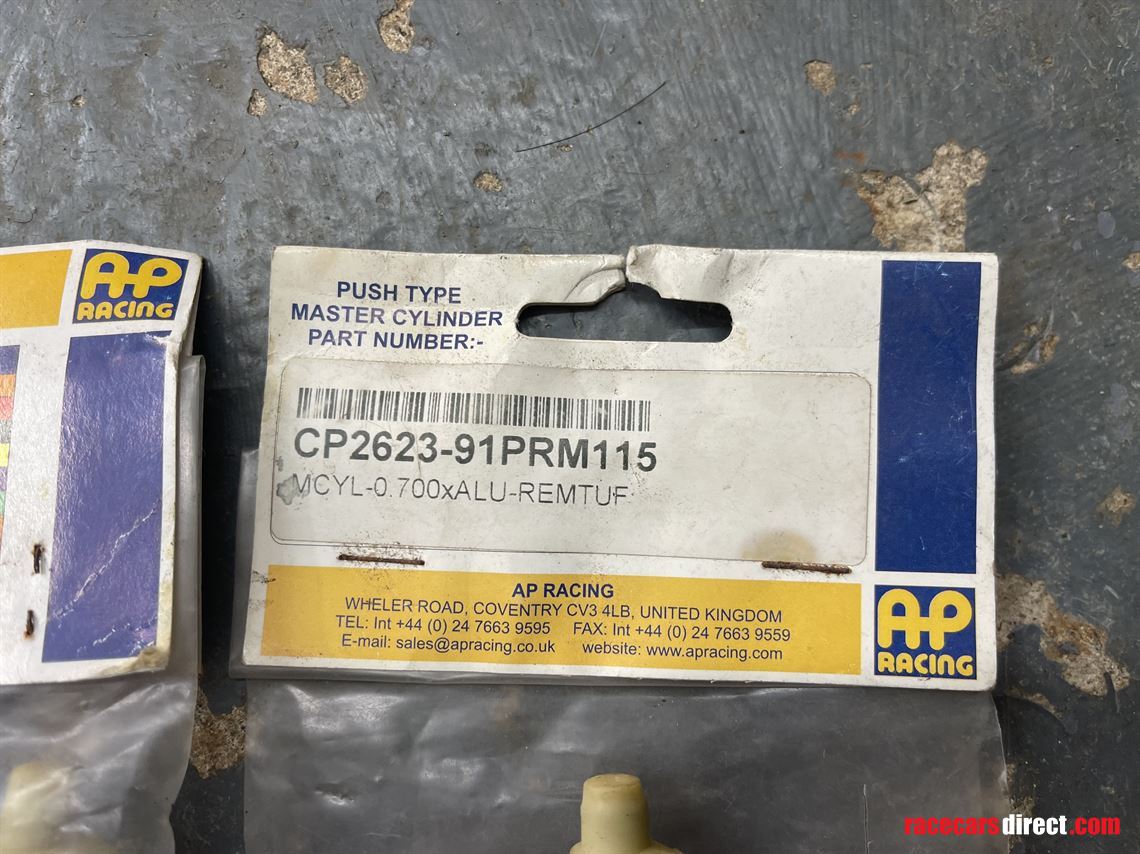 AP
RACING
PUSH TYPE
MASTER CYLINDER
PART NUMBER:-
CP2623-91PRM115
MCYL-0.700xALU-REMTUF
AP RACING
WHELER ROAD, COVENTRY CV3 4LB, UNITED KINGDOM
TEL: Int +44 (0) 24 7663 9595 FAX: Int +44 (0) 24 7663 9559
E-mail: sales@apracing.co.uk website: www.apracing.com
AP
RACING
racecarsdirect.com